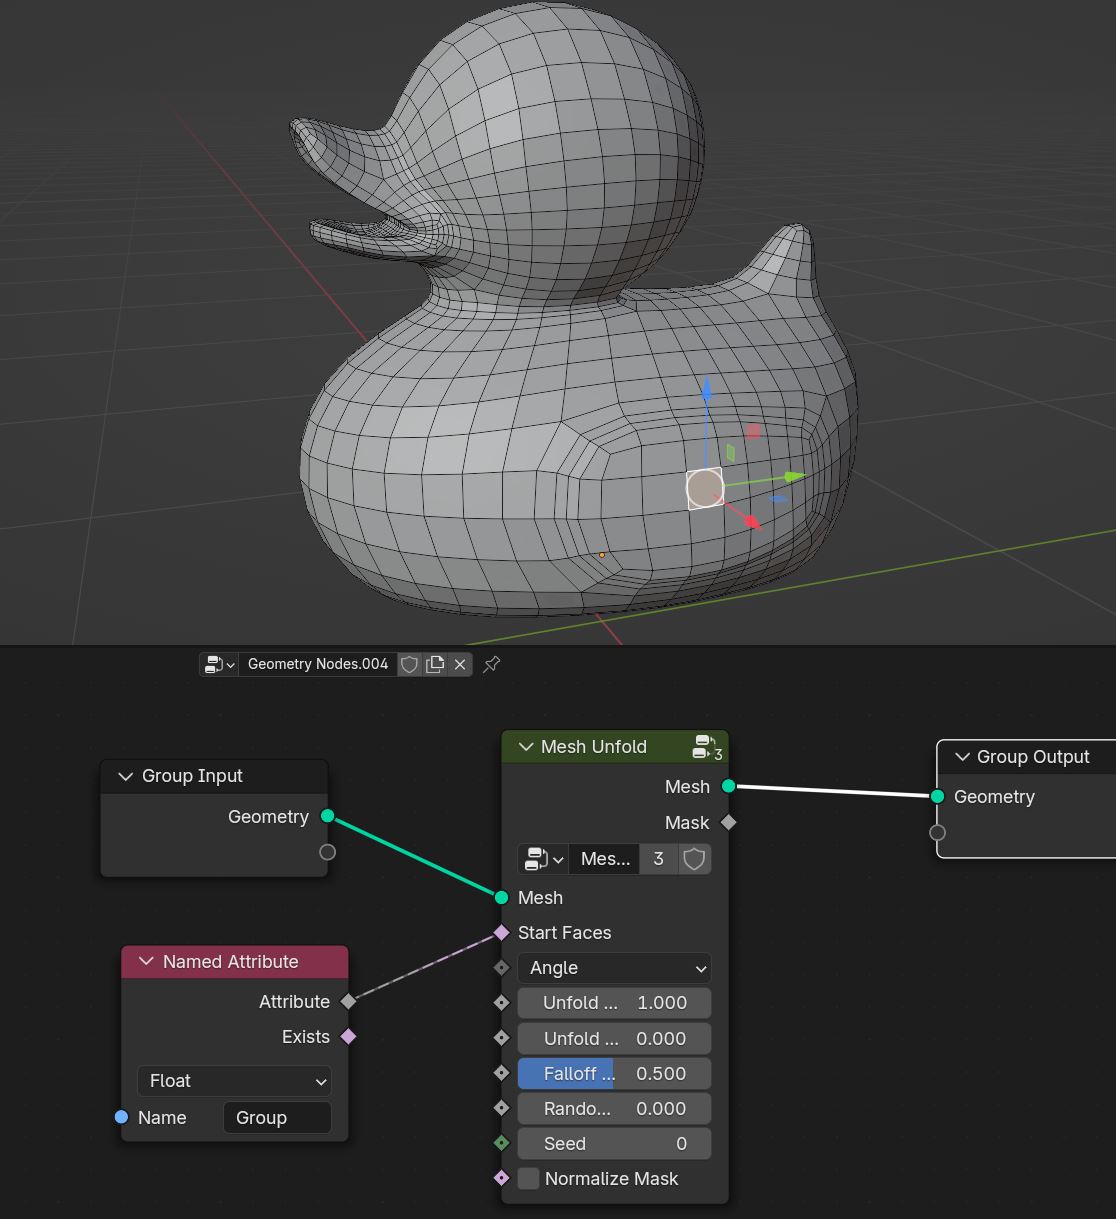 Geometry Nodes.004
Group Input
Geometry
Named Attribute
Attribute
Exists
Float
Name Group
Mesh Unfold 3
Mesh
Mask
Mes... 3
Mesh
Start Faces
Angle
Unfold ... 1.000
Unfold ... 0.000
Falloff ... 0.500
Rando... 0.000
Seed 0
Normalize Mask
Group Output
Geometry